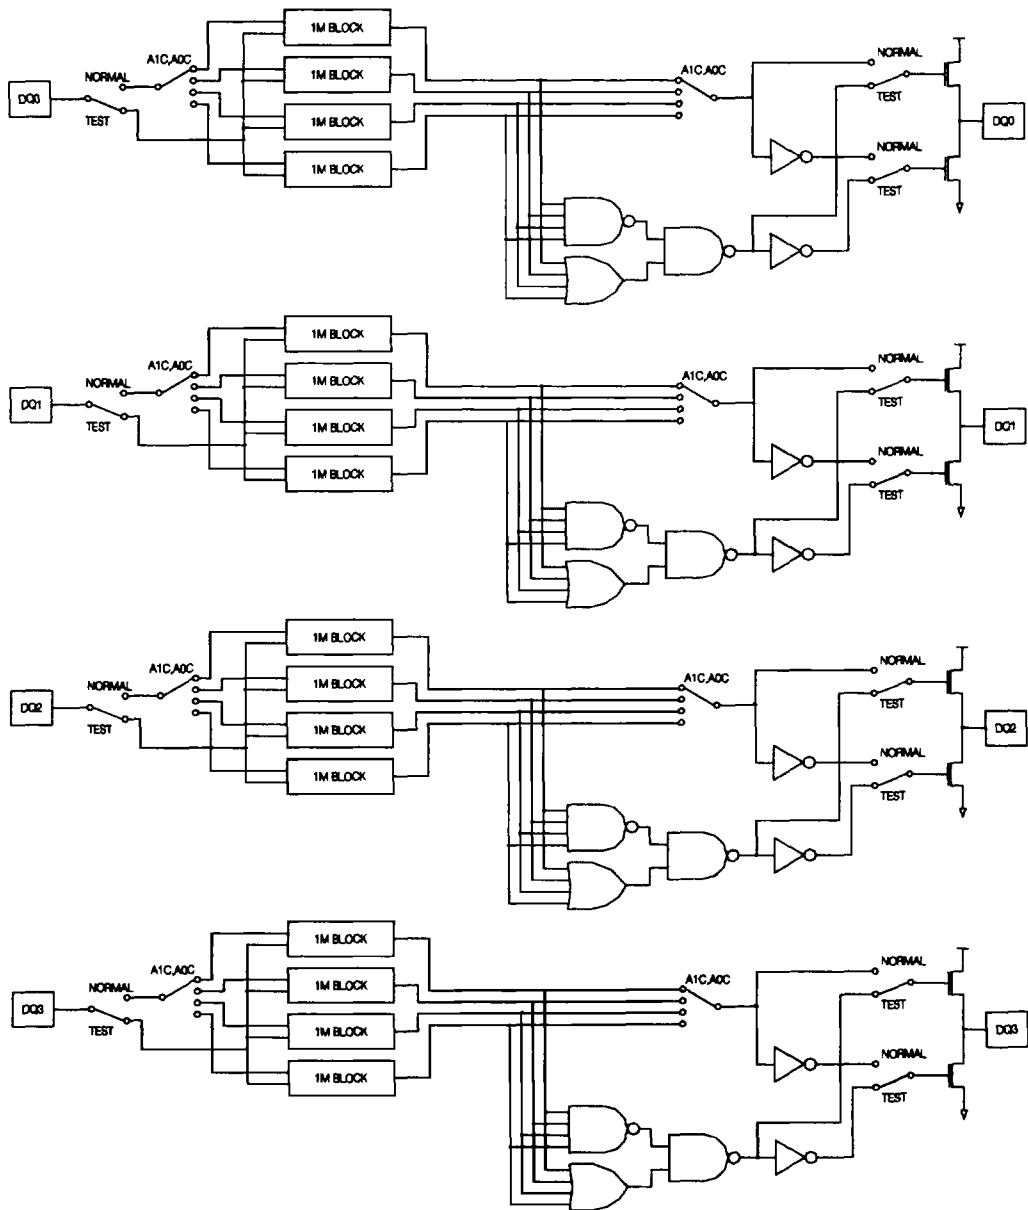 1M BLOCK
A1C,A0C
NORMAL
1M BLOCK
A1C,A0C
NORMAL
DQ0
TEST
1M BLOCK
TEST
DQ0
1M BLOCK
NORMAL
TEST
1M BLOCK
A1C,A0C
NORMAL
1M BLOCK
A1C,A0C
NORMAL
DQ1
TEST
1M BLOCK
TEST
DQ1
1M BLOCK
NORMAL
TEST
1M BLOCK
A1C,A0C
NORMAL
1M BLOCK
A1C,A0C
NORMAL
DQ2
TEST
1M BLOCK
TEST
DQ2
1M BLOCK
NORMAL
TEST
1M BLOCK
A1C,A0C
NORMAL
1M BLOCK
A1C,A0C
NORMAL
DQ3
TEST
1M BLOCK
TEST
DQ3
1M BLOCK
NORMAL
TEST